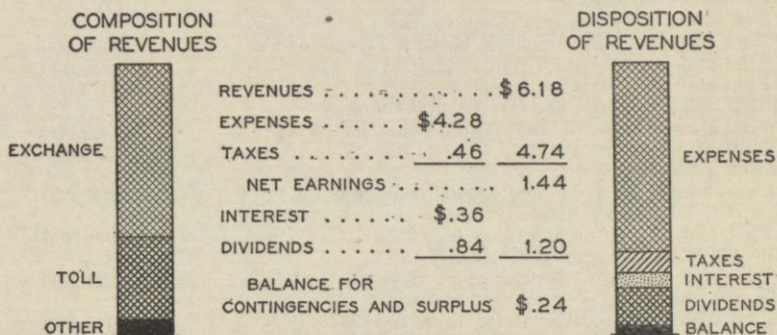 COMPOSITION
OF REVENUES
EXCHANGE
TOLL
OTHER
REVENUES . . . . . . . . . . . . $6.18
EXPENSES . . . . . . $4.28
TAXES . . . . . . . . . .46 4.74
NET EARNINGS . . . . . . . 1.44
INTEREST . . . . . . $.36
DIVIDENDS . . . . . . .84 1.20
BALANCE FOR
CONTINGENCIES AND SURPLUS $.24
DISPOSITION
OF REVENUES
EXPENSES
TAXES
INTEREST
DIVIDENDS
BALANCE